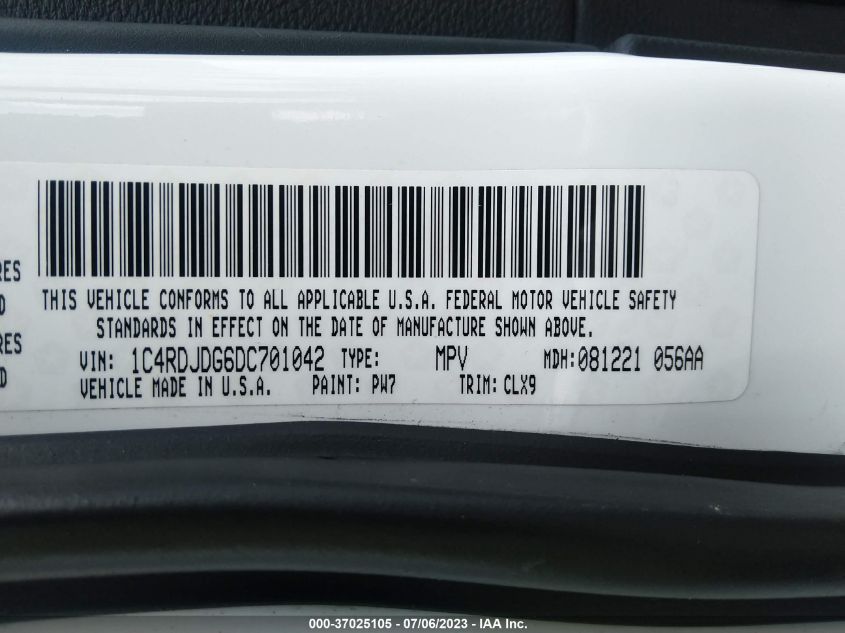 RES
THIS VEHICLE CONFORMS TO ALL APPLICABLE U.S.A. FEDERAL MOTOR VEHICLE SAFETY
D
STANDARDS IN EFFECT ON THE DATE OF MANUFACTURE SHOWN ABOVE.
RES
VIN: 1C4RDJDG6DC701042 TYPE: MPV MDH:081221 056AA
D
VEHICLE MADE IN U.S.A. PAINT: PW7 TRIM: CLX9
000-37025105 - 07/06/2023 - IAA Inc.